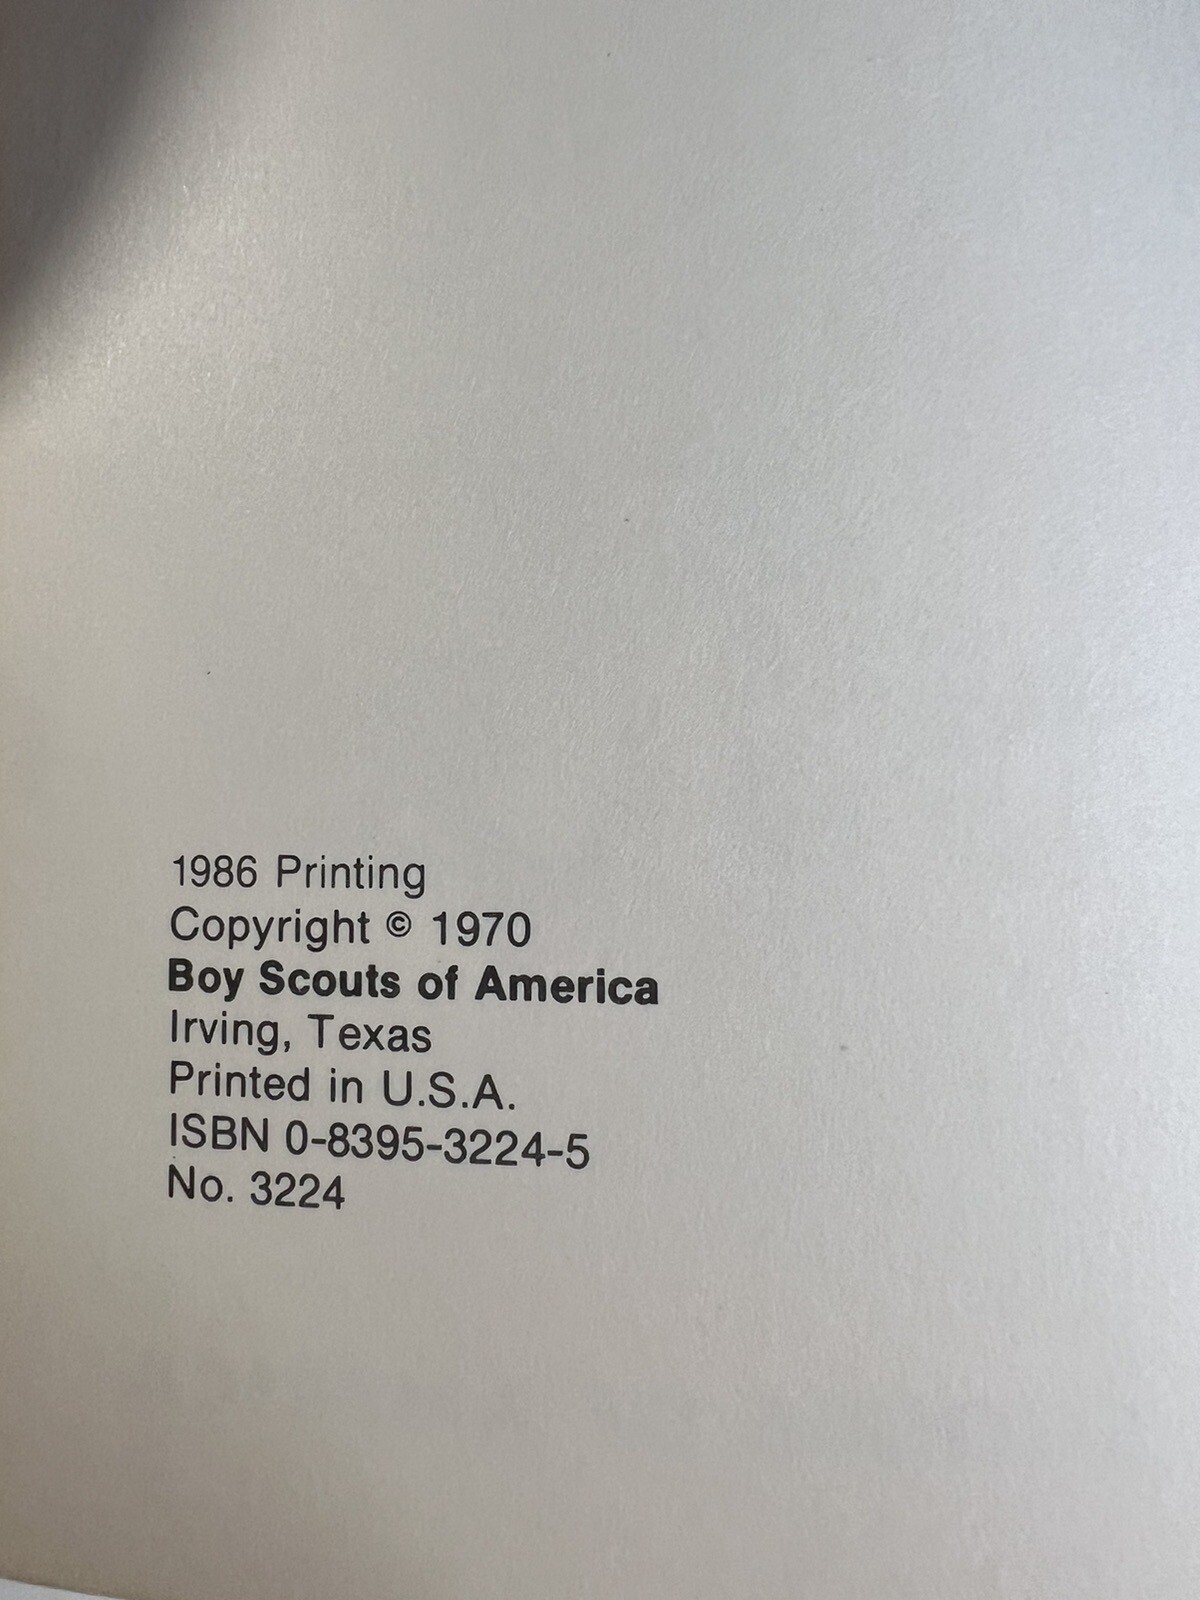 1986 Printing
Copyright © 1970
Boy Scouts of America
Irving, Texas
Printed in U.S.A.
ISBN 0-8395-3224-5
No. 3224